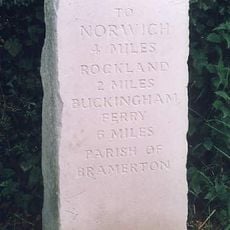 TO
NORWICH
4 MILES
ROCKLAND
2 MILES
BUCKINGHAM
FERRY
6 MILES
PARISH OF
BRAMERTON